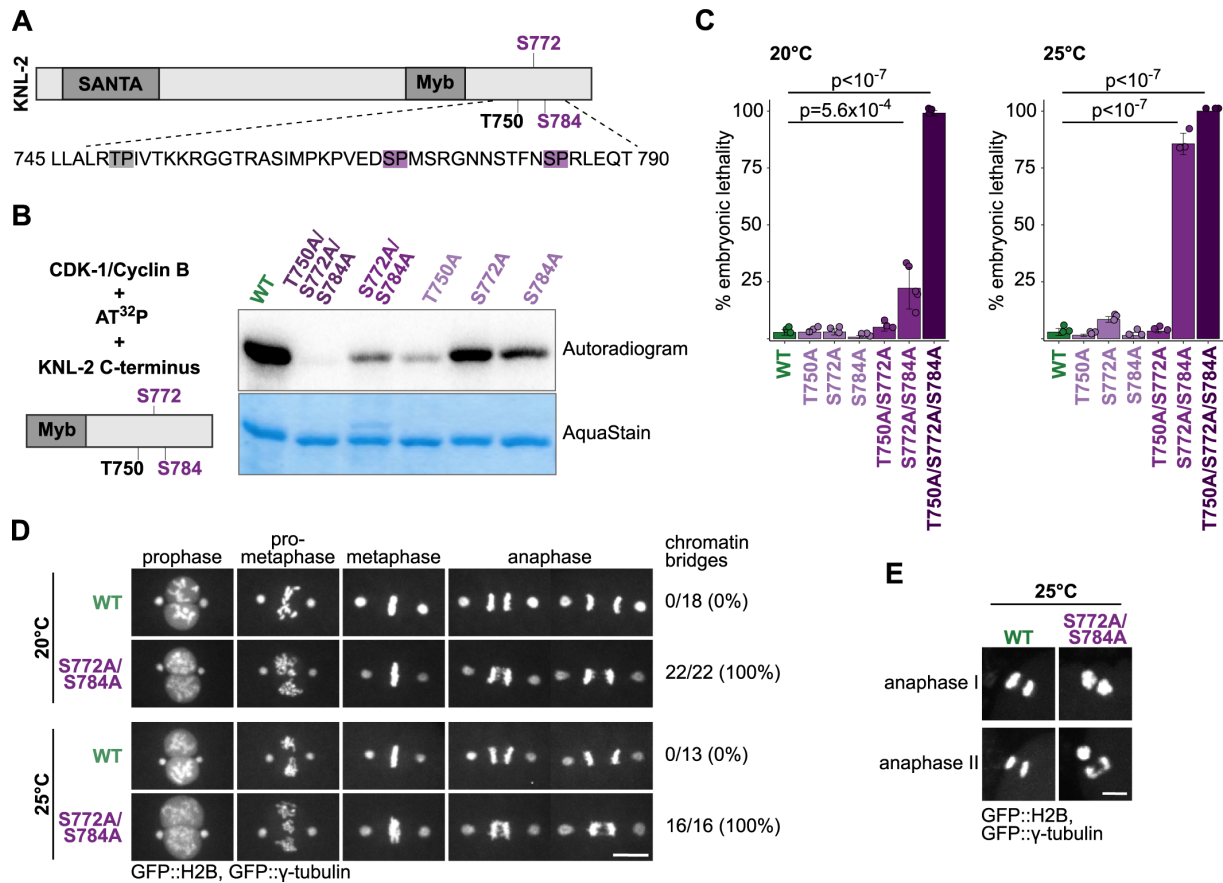 A
KNL-2
SANTA
Myb
S772
T750
S784
745 LLALRTPIVTKKRGGTRASIMPKPVEDSPMSRGNNSTFNSPRLEQT 790
B
CDK-1/Cyclin B
+
AT³²P
+
KNL-2 C-terminus
S772
Myb
T750
S784
WT
T750A/
S772A/
S784A
S772A/
S784A
T750A
S772A
S784A
Autoradiogram
AquaStain
C
20°C
p<10⁻⁷
p=5.6x10⁻⁴
% embryonic lethality
100
75
50
25
WT
T750A
S772A
S784A
T750A/S772A
S772A/S784A
T750A/S772A/S784A
25°C
p<10⁻⁷
p<10⁻⁷
% embryonic lethality
100
75
50
25
WT
T750A
S772A
S784A
T750A/S772A
S772A/S784A
T750A/S772A/S784A
D
prophase
pro-
metaphase
metaphase
anaphase
chromatin
bridges
20°C
WT
0/18 (0%)
S772A/
S784A
22/22 (100%)
25°C
WT
0/13 (0%)
S772A/
S784A
16/16 (100%)
GFP::H2B, GFP::γ-tubulin
E
25°C
WT
S772A/
S784A
anaphase I
anaphase II
GFP::H2B,
GFP::γ-tubulin